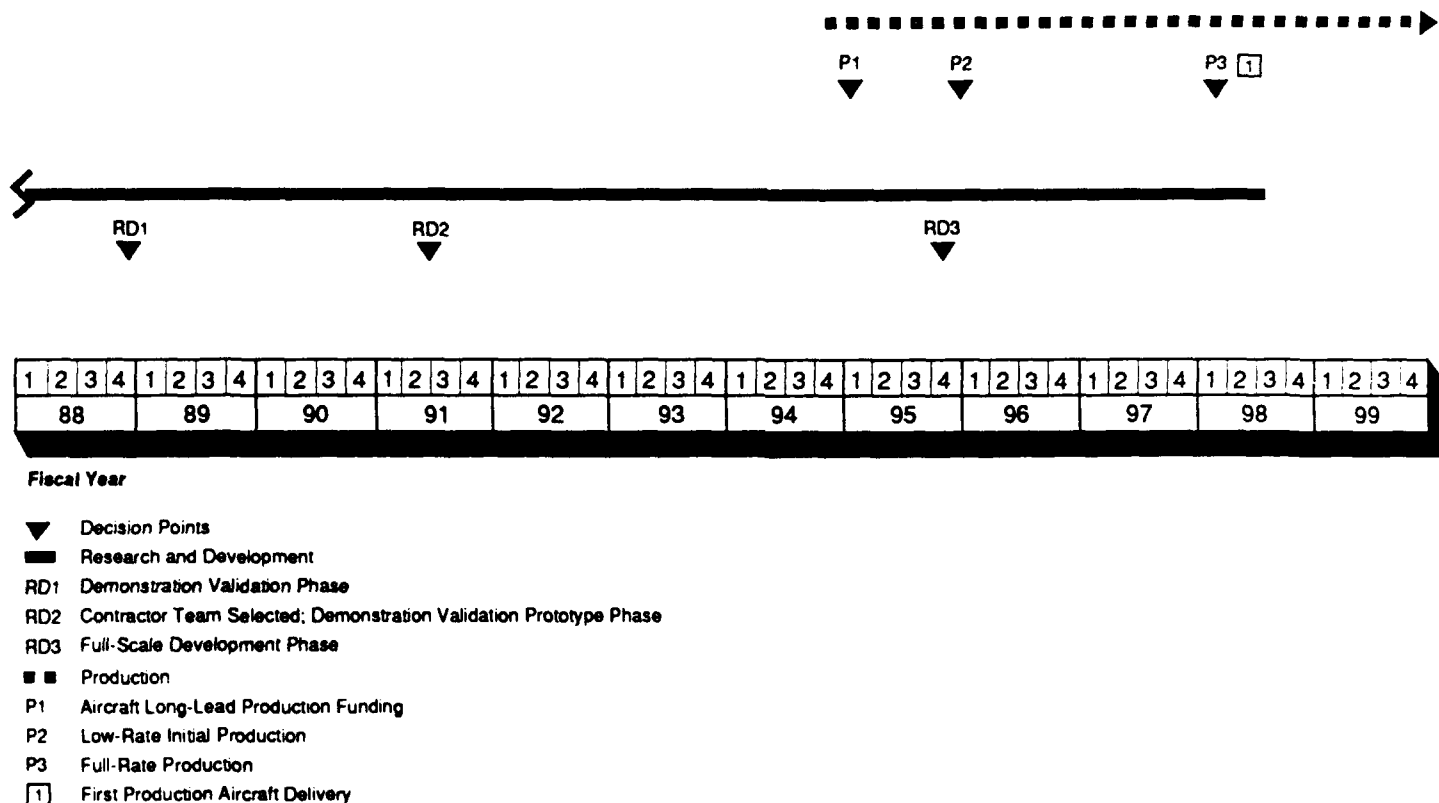 P1 P2 P3 1
RD1 RD2 RD3
1 2 3 4 1 2 3 4 1 2 3 4 1 2 3 4 1 2 3 4 1 2 3 4 1 2 3 4 1 2 3 4 1 2 3 4 1 2 3 4 1 2 3 4 1 2 3 4
88 89 90 91 92 93 94 95 96 97 98 99
Fiscal Year
Decision Points
Research and Development
RD1 Demonstration Validation Phase
RD2 Contractor Team Selected; Demonstration Validation Prototype Phase
RD3 Full-Scale Development Phase
Production
P1 Aircraft Long-Lead Production Funding
P2 Low-Rate Initial Production
P3 Full-Rate Production
1 First Production Aircraft Delivery